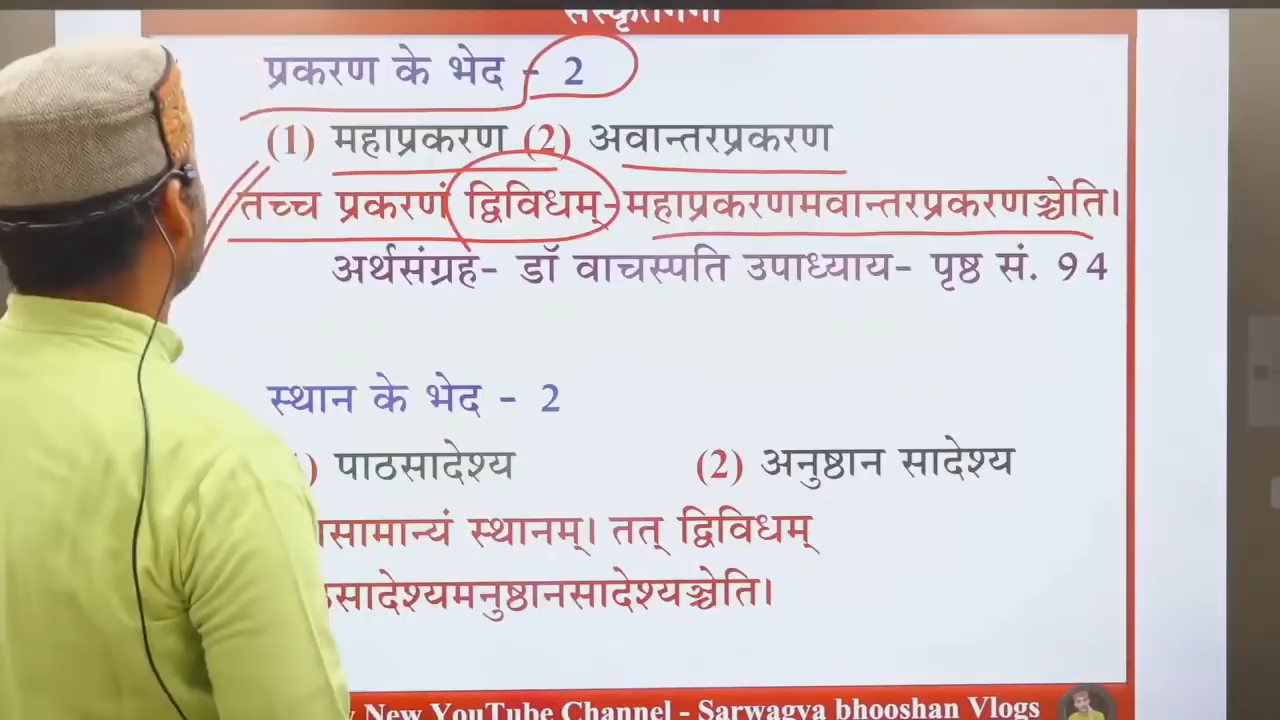 संस्कृतगंगा
प्रकरण के भेद - 2
(1) महाप्रकरण (2) अवान्तरप्रकरण
तच्च प्रकरणं द्विविधम्-महाप्रकरणमवान्तरप्रकरणञ्चेति।
अर्थसंग्रह- डॉ वाचस्पति उपाध्याय- पृष्ठ सं. 94
स्थान के भेद - 2
) पाठसादेश्य (2) अनुष्ठान सादेश्य
सामान्यं स्थानम्। तत् द्विविधम्
सादेश्यमनुष्ठानसादेश्यञ्चेति।
New YouTube Channel - Sarwagya bhooshan Vlogs